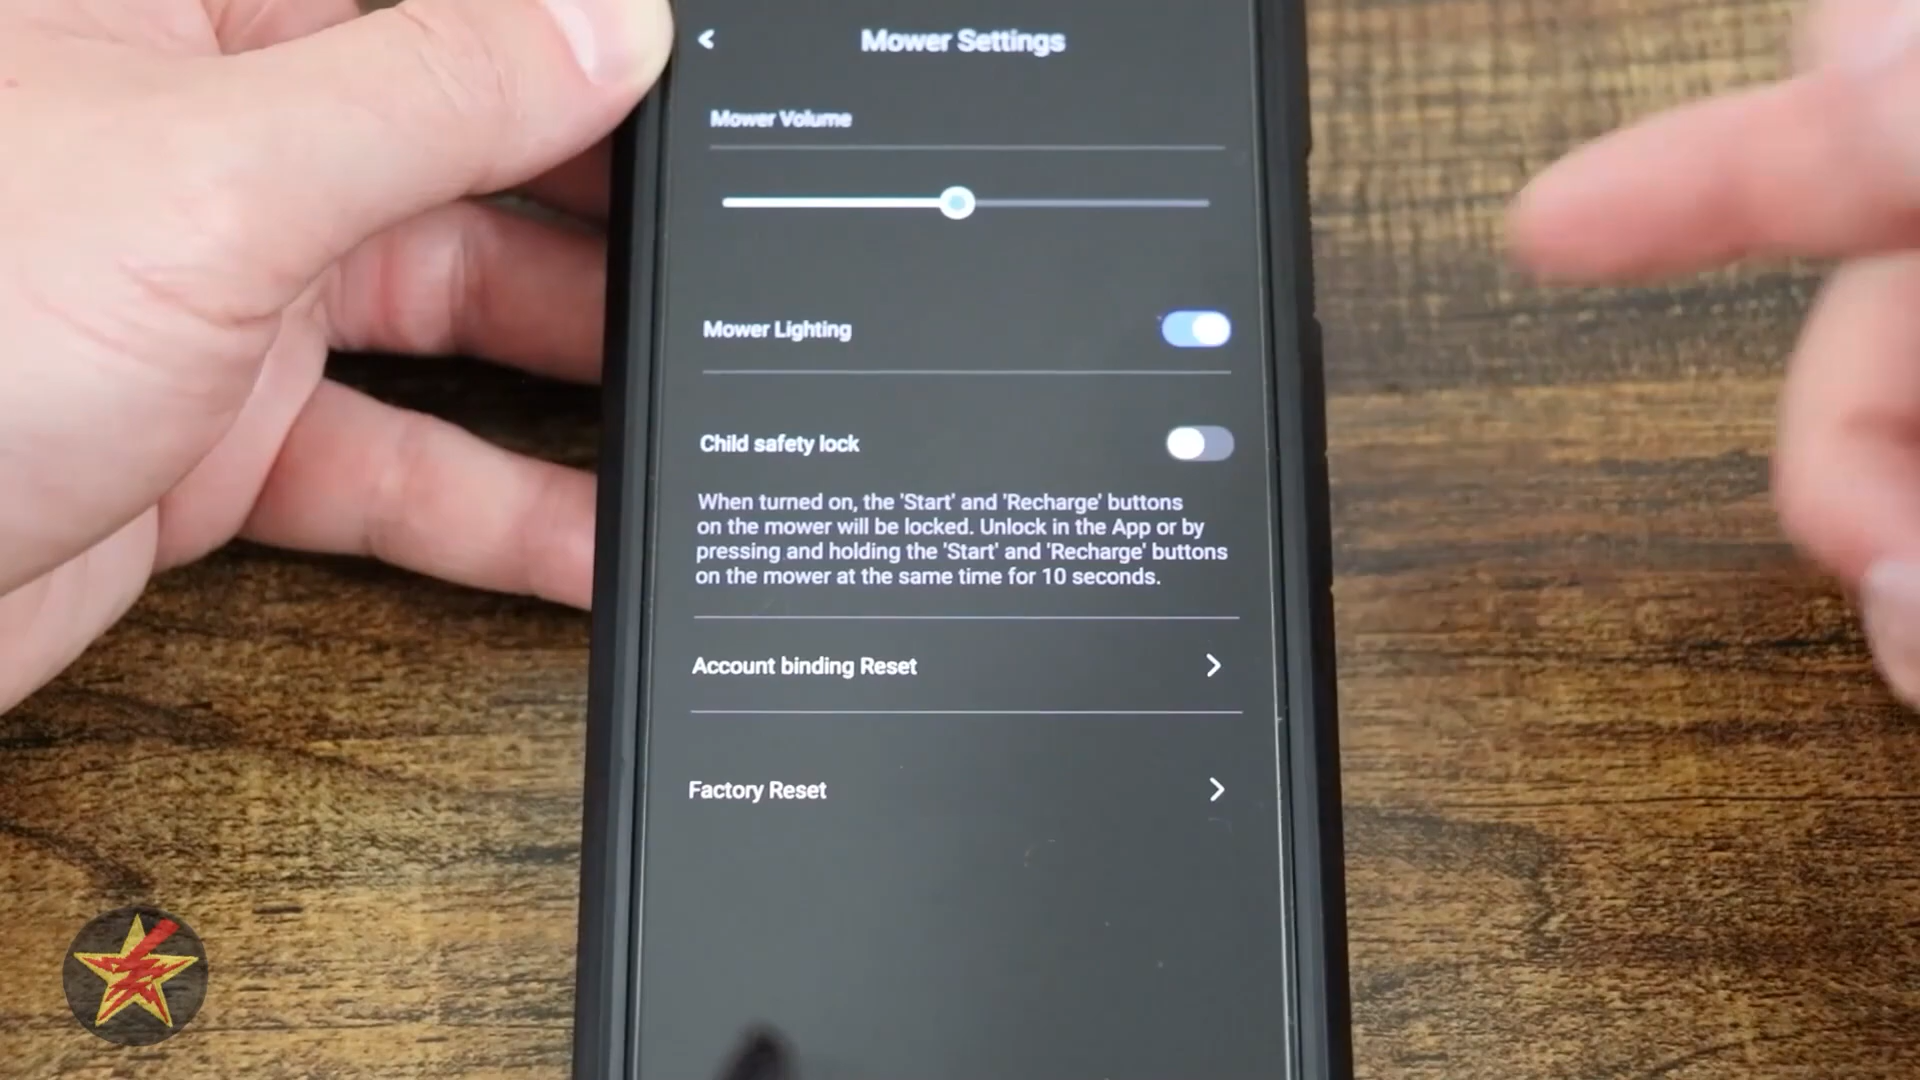 Mower Settings
Mower Volume
Mower Lighting
Child safety lock
When turned on, the 'Start' and 'Recharge' buttons
on the mower will be locked. Unlock in the App or by
pressing and holding the 'Start' and 'Recharge' buttons
on the mower at the same time for 10 seconds.
Account binding Reset
Factory Reset